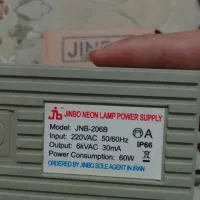 JINBO
Jinbo
JINBO NEON LAMP POWER SUPPLY
Model: JNB-206B
Input: 220VAC 50/60Hz
Output: 6kVAC 30mA
Power Consumption: 60W
A
IP66
ORDERED BY JINBO SOLE AGENT IN IRAN